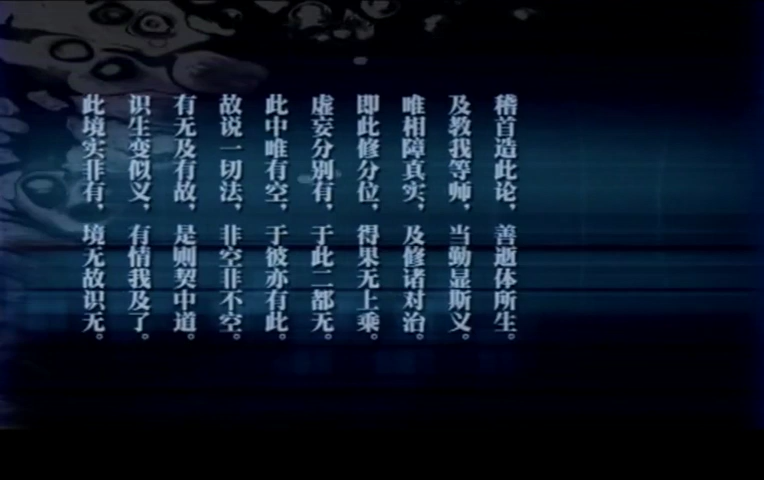 稽首造此论，善逝体所生。
及教我等师，当勤显斯义。
唯相障真实，及修诸对治。
即此修分位，得果无上乘。
虚妄分别有，于此二都无。
此中唯有空，于彼亦有此。
故说一切法，非空非不空。
有无及有故，是则契中道。
识生变似义，有情我及了。
此境实非有，境无故识无。